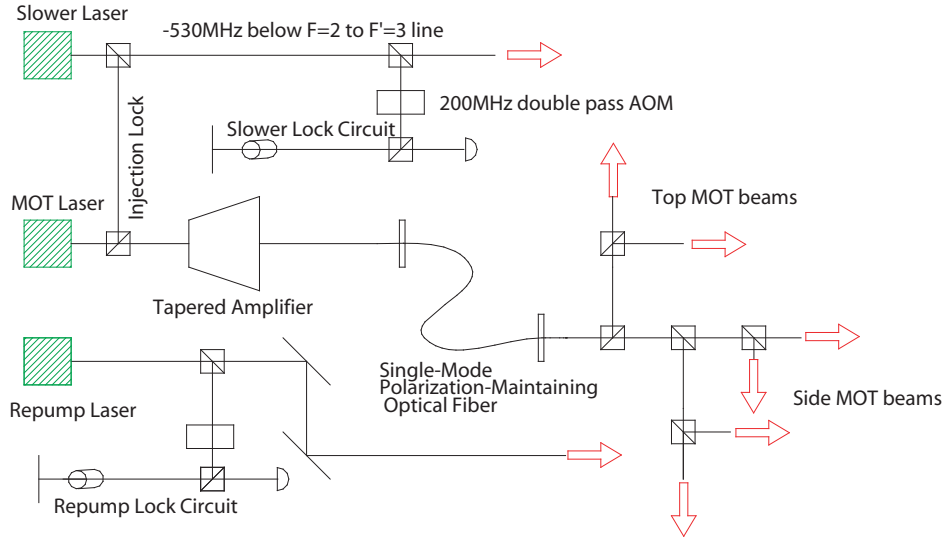 Slower Laser
-530MHz below F=2 to F'=3 line
200MHz double pass AOM
Slower Lock Circuit
Injection Lock
MOT Laser
Top MOT beams
Tapered Amplifier
Single-Mode
Polarization-Maintaining
Optical Fiber
Side MOT beams
Repump Laser
Repump Lock Circuit